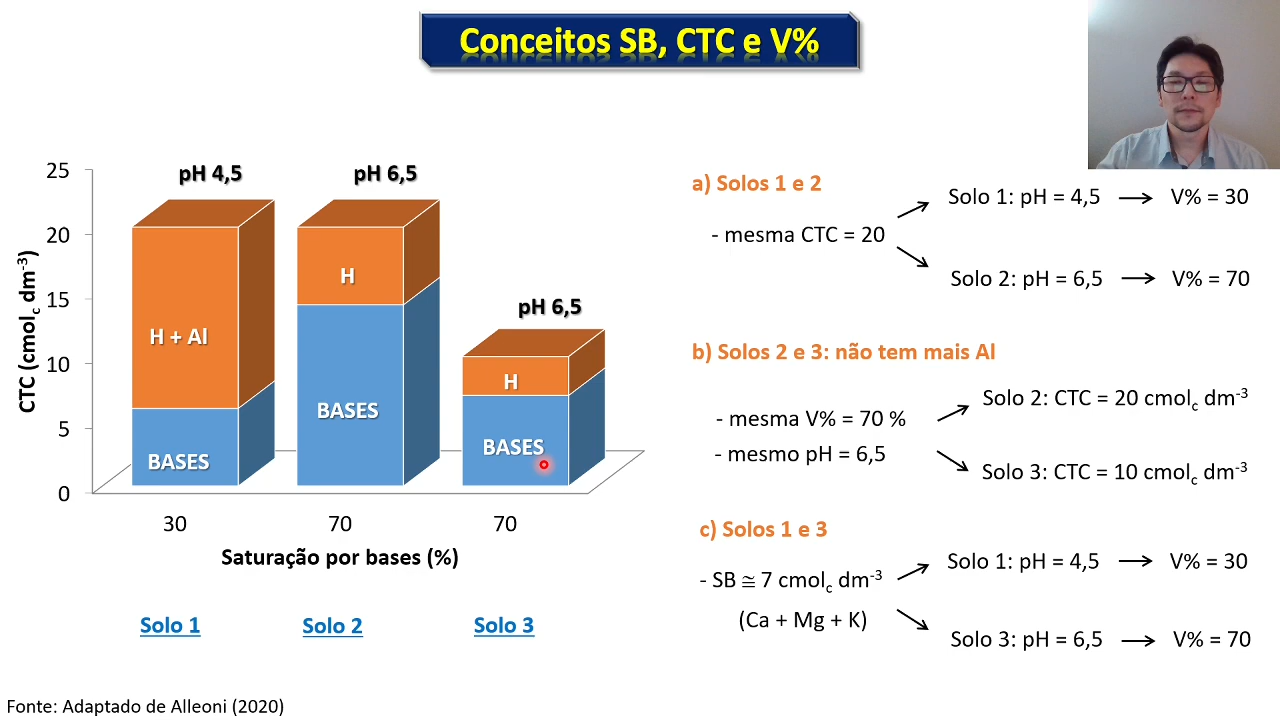 Conceitos SB, CTC e V%
CTC (cmolc dm-3)
25
20
15
10
5
0
pH 4,5
pH 6,5
pH 6,5
H + Al
BASES
H
BASES
H
BASES
30
70
70
Saturação por bases (%)
Solo 1
Solo 2
Solo 3
a) Solos 1 e 2
- mesma CTC = 20
Solo 1: pH = 4,5 → V% = 30
Solo 2: pH = 6,5 → V% = 70
b) Solos 2 e 3: não tem mais Al
- mesma V% = 70 %
- mesmo pH = 6,5
Solo 2: CTC = 20 cmolc dm-3
Solo 3: CTC = 10 cmolc dm-3
c) Solos 1 e 3
- SB ≅ 7 cmolc dm-3
(Ca + Mg + K)
Solo 1: pH = 4,5 → V% = 30
Solo 3: pH = 6,5 → V% = 70
Fonte: Adaptado de Alleoni (2020)